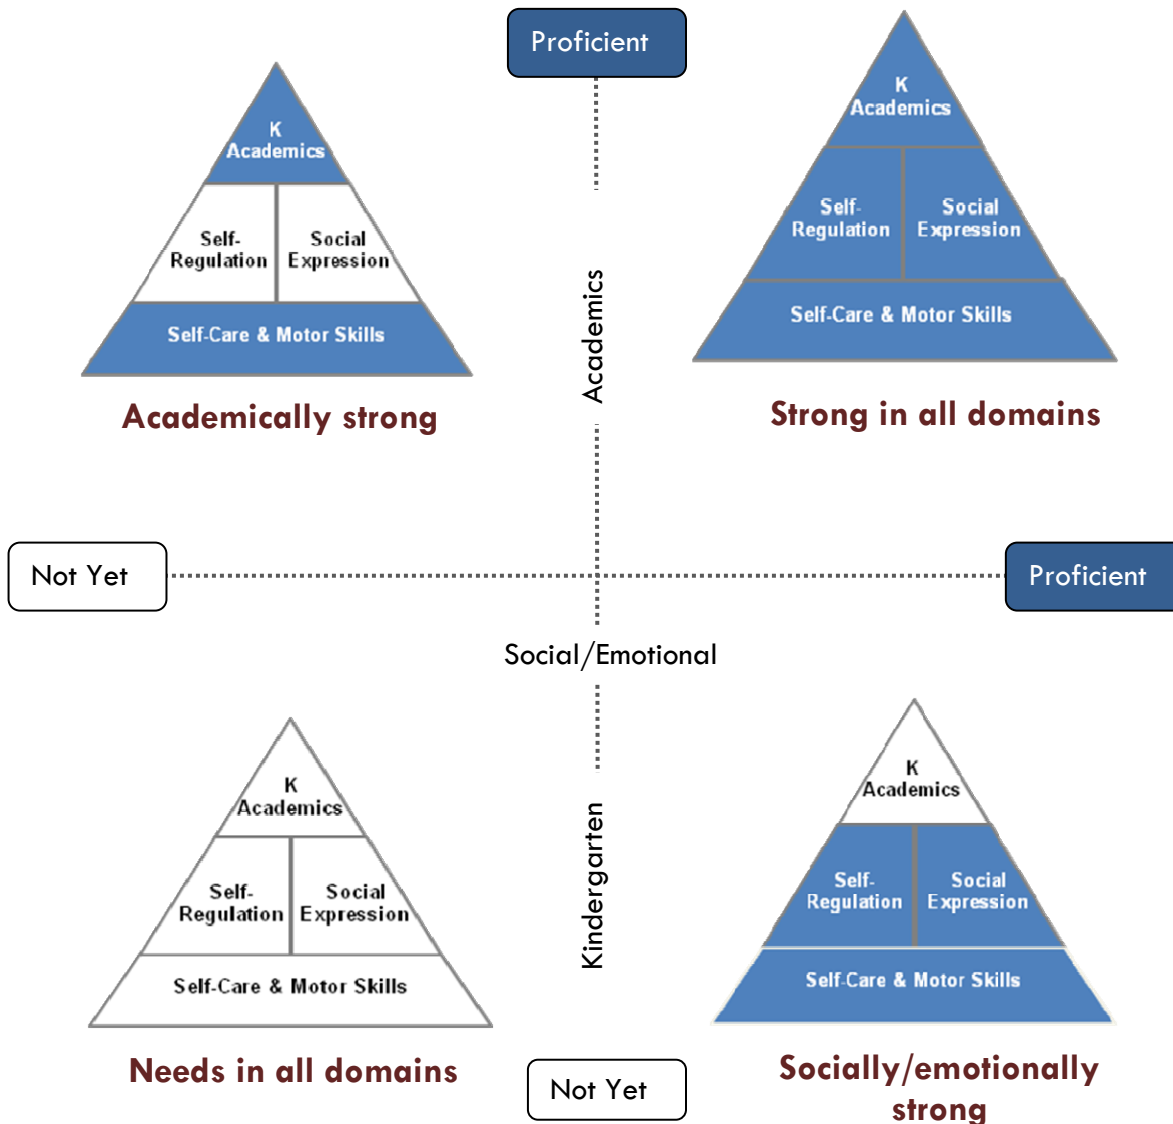 Proficient
K
Academics
Self-
Regulation
Social
Expression
Self-Care & Motor Skills
Academically strong
K
Academics
Self-
Regulation
Social
Expression
Self-Care & Motor Skills
Strong in all domains
Academics
Not Yet
Proficient
Social/Emotional
Kindergarten
K
Academics
Self-
Regulation
Social
Expression
Self-Care & Motor Skills
Needs in all domains
K
Academics
Self-
Regulation
Social
Expression
Self-Care & Motor Skills
Socially/emotionally
strong
Not Yet